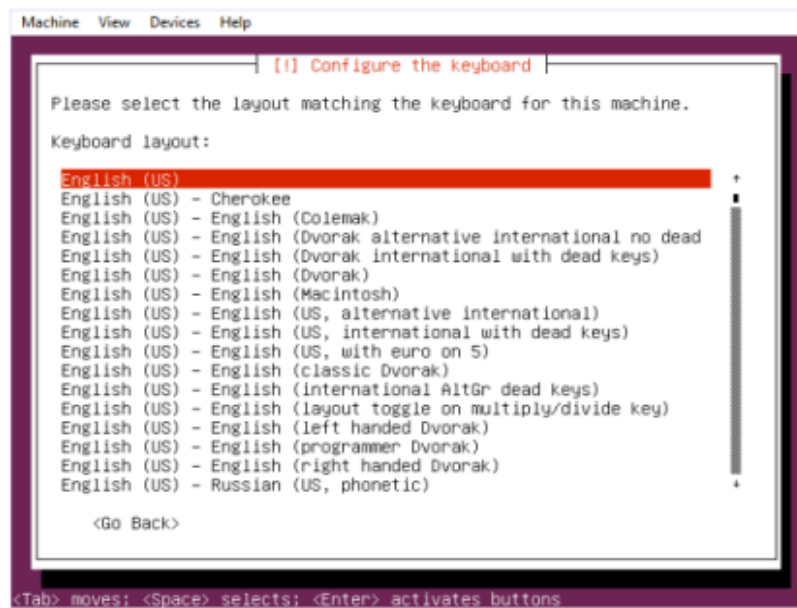 Machine View Devices Help
[!] Configure the keyboard
Please select the layout matching the keyboard for this machine.
Keyboard layout:
English (US)
English (US) - Cherokee
English (US) - English (Colemak)
English (US) - English (Dvorak alternative international no dead
English (US) - English (Dvorak international with dead keys)
English (US) - English (Dvorak)
English (US) - English (Macintosh)
English (US) - English (US, alternative international)
English (US) - English (US, international with dead keys)
English (US) - English (US, with euro on 5)
English (US) - English (classic Dvorak)
English (US) - English (international AltGr dead keys)
English (US) - English (layout toggle on multiply/divide key)
English (US) - English (left handed Dvorak)
English (US) - English (programmer Dvorak)
English (US) - English (right handed Dvorak)
English (US) - Russian (US, phonetic)
<Go Back>
<Tab> moves; <Space> selects; <Enter> activates buttons